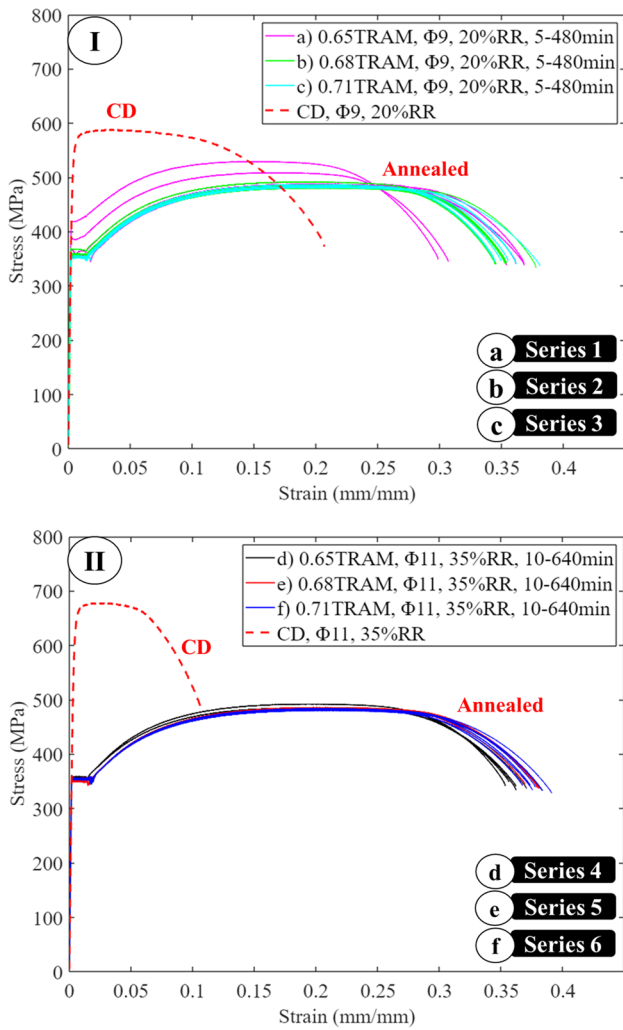 I
a) 0.65TRAM, Φ9, 20%RR, 5-480min
b) 0.68TRAM, Φ9, 20%RR, 5-480min
c) 0.71TRAM, Φ9, 20%RR, 5-480min
CD, Φ9, 20%RR
CD
Annealed
a Series 1
b Series 2
c Series 3
800
700
600
500
400
300
200
100
0
Stress (MPa)
0 0.05 0.1 0.15 0.2 0.25 0.3 0.35 0.4
Strain (mm/mm)
II
d) 0.65TRAM, Φ11, 35%RR, 10-640min
e) 0.68TRAM, Φ11, 35%RR, 10-640min
f) 0.71TRAM, Φ11, 35%RR, 10-640min
CD, Φ11, 35%RR
CD
Annealed
d Series 4
e Series 5
f Series 6
800
700
600
500
400
300
200
100
0
Stress (MPa)
0 0.05 0.1 0.15 0.2 0.25 0.3 0.35 0.4
Strain (mm/mm)